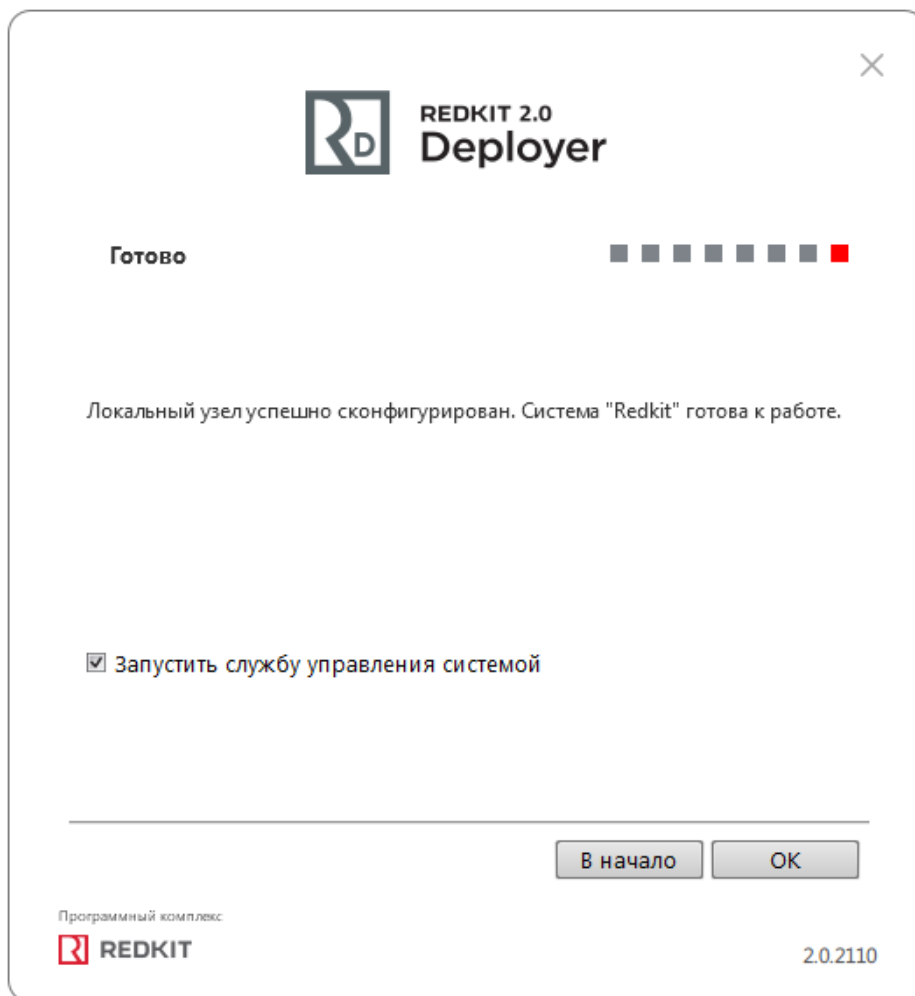 RD
REDKIT 2.0
Deployer
Готово
Локальный узел успешно сконфигурирован. Система "Redkit" готова к работе.
Запустить службу управления системой
В начало
OK
Программный комплекс
R REDKIT
2.0.2110